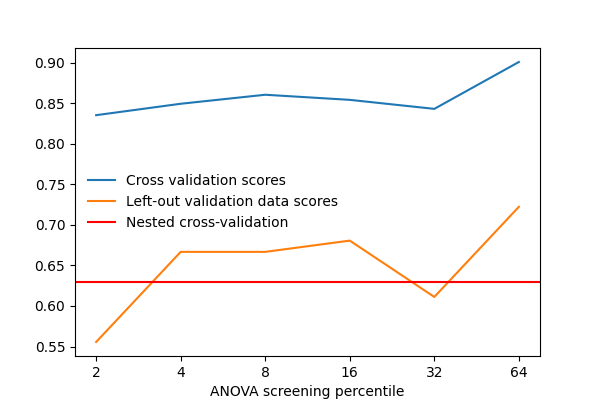 0.90
0.85
0.80
0.75
0.70
0.65
0.60
0.55
Cross validation scores
Left-out validation data scores
Nested cross-validation
2 4 8 16 32 64
ANOVA screening percentile